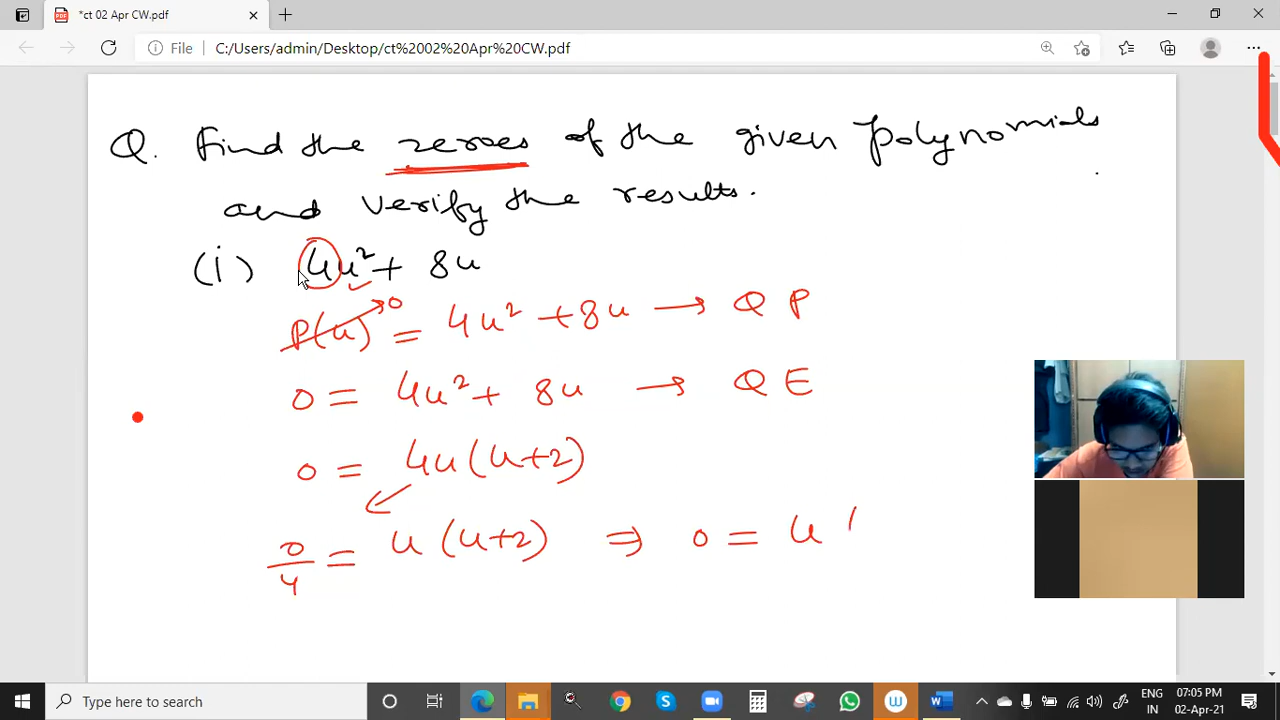 *ct 02 Apr CW.pdf
File C:/Users/admin/Desktop/ct%2002%20Apr%20CW.pdf
Q. Find the zeroes of the given polynomials
and verify the results.
(i) 4u² + 8u
P(u) → 0 = 4u² + 8u → Q P
0 = 4u² + 8u → Q E
0 = 4u(u+2)
0/4 = u(u+2) ⇒ 0 = u (
Type here to search
ENG 07:05 PM
IN 02-Apr-21